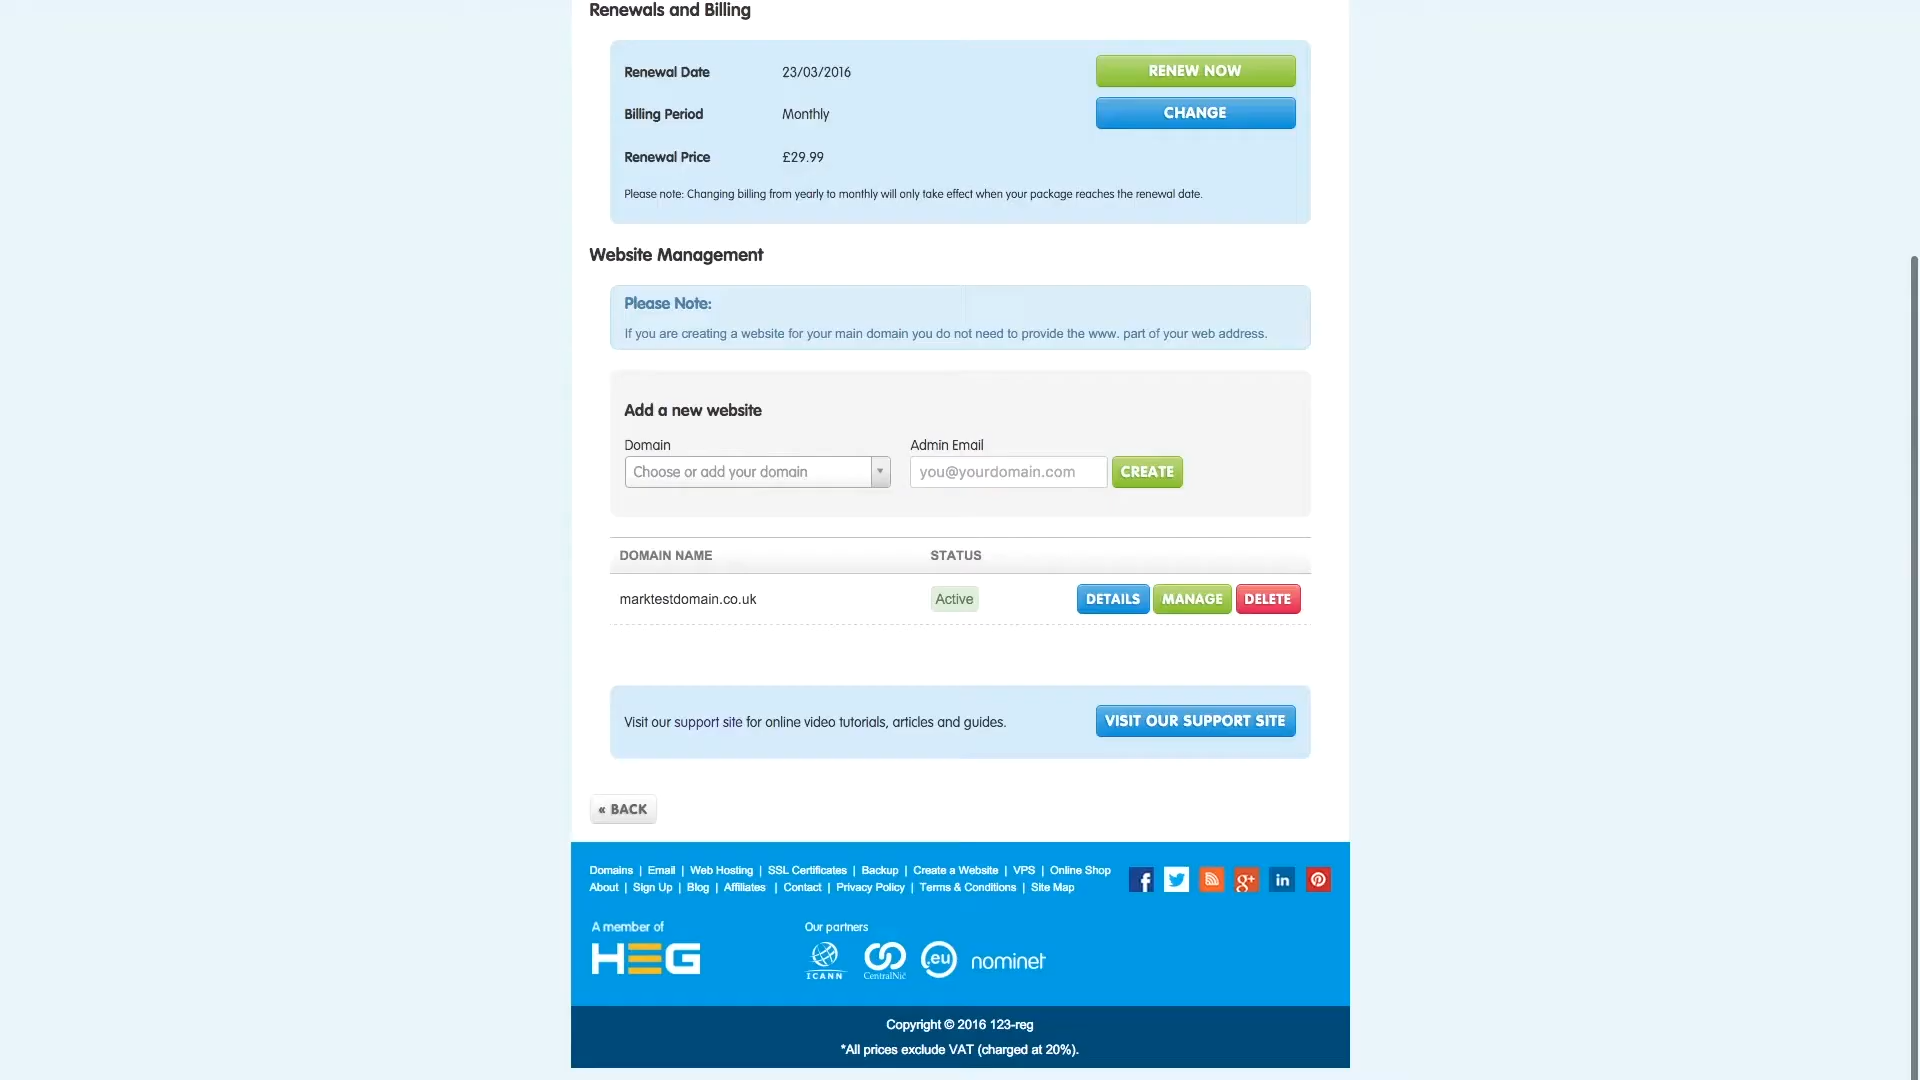 Renewals and Billing
Renewal Date 23/03/2016 RENEW NOW
Billing Period Monthly CHANGE
Renewal Price £29.99
Please note: Changing billing from yearly to monthly will only take effect when your package reaches the renewal date.
Website Management
Please Note:
If you are creating a website for your main domain you do not need to provide the www. part of your web address.
Add a new website
Domain Admin Email
Choose or add your domain you@yourdomain.com CREATE
DOMAIN NAME STATUS
marktestdomain.co.uk Active DETAILS MANAGE DELETE
Visit our support site for online video tutorials, articles and guides. VISIT OUR SUPPORT SITE
« BACK
Domains | Email | Web Hosting | SSL Certificates | Backup | Create a Website | VPS | Online Shop
About | Sign Up | Blog | Affiliates | Contact | Privacy Policy | Terms & Conditions | Site Map
A member of Our partners
HEG ICANN CentralNic .eu nominet
Copyright © 2016 123-reg
*All prices exclude VAT (charged at 20%).